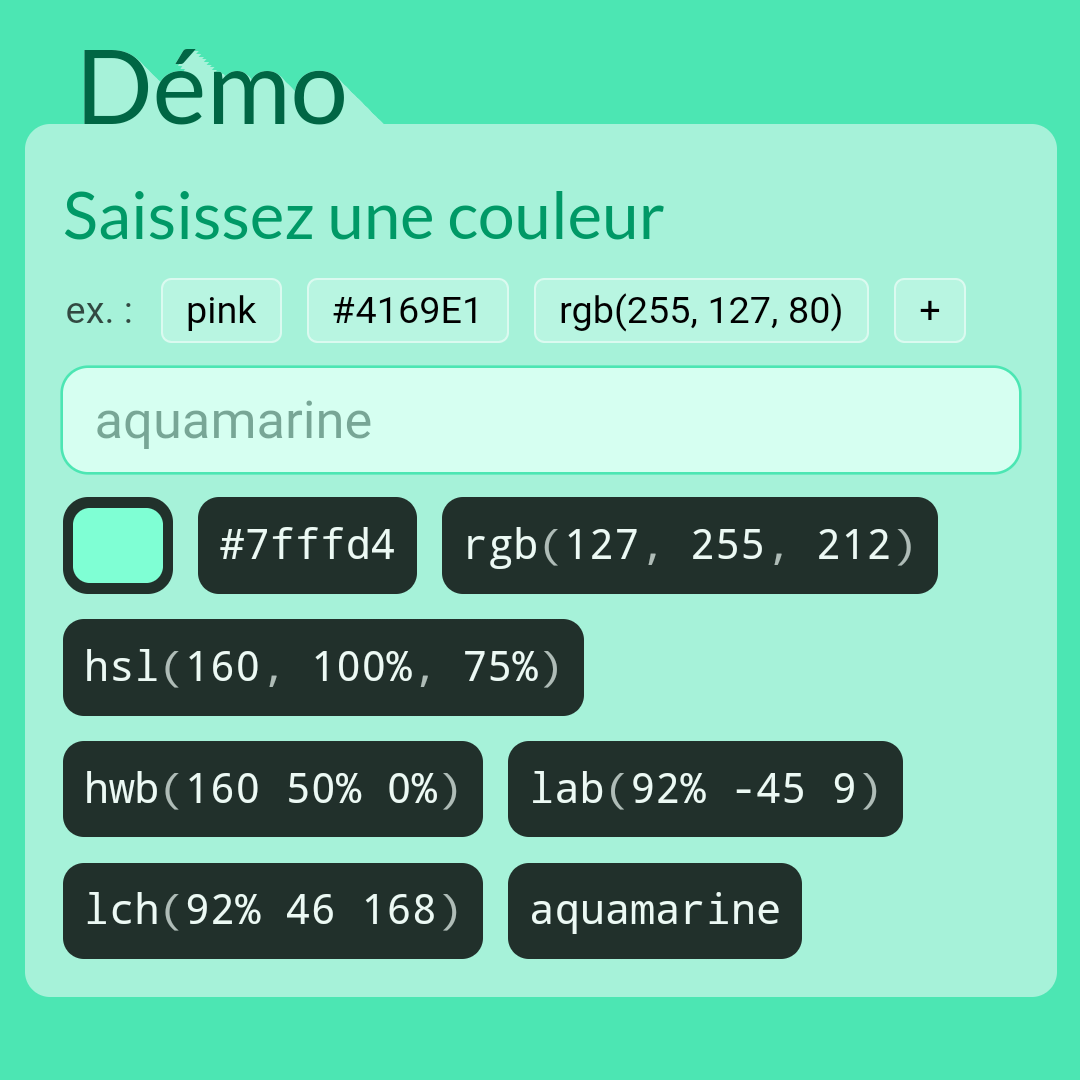 Démo
Saisissez une couleur
ex. : pink #4169E1 rgb(255, 127, 80) +
aquamarine
#7fffd4 rgb(127, 255, 212)
hsl(160, 100%, 75%)
hwb(160 50% 0%) lab(92% -45 9)
lch(92% 46 168) aquamarine